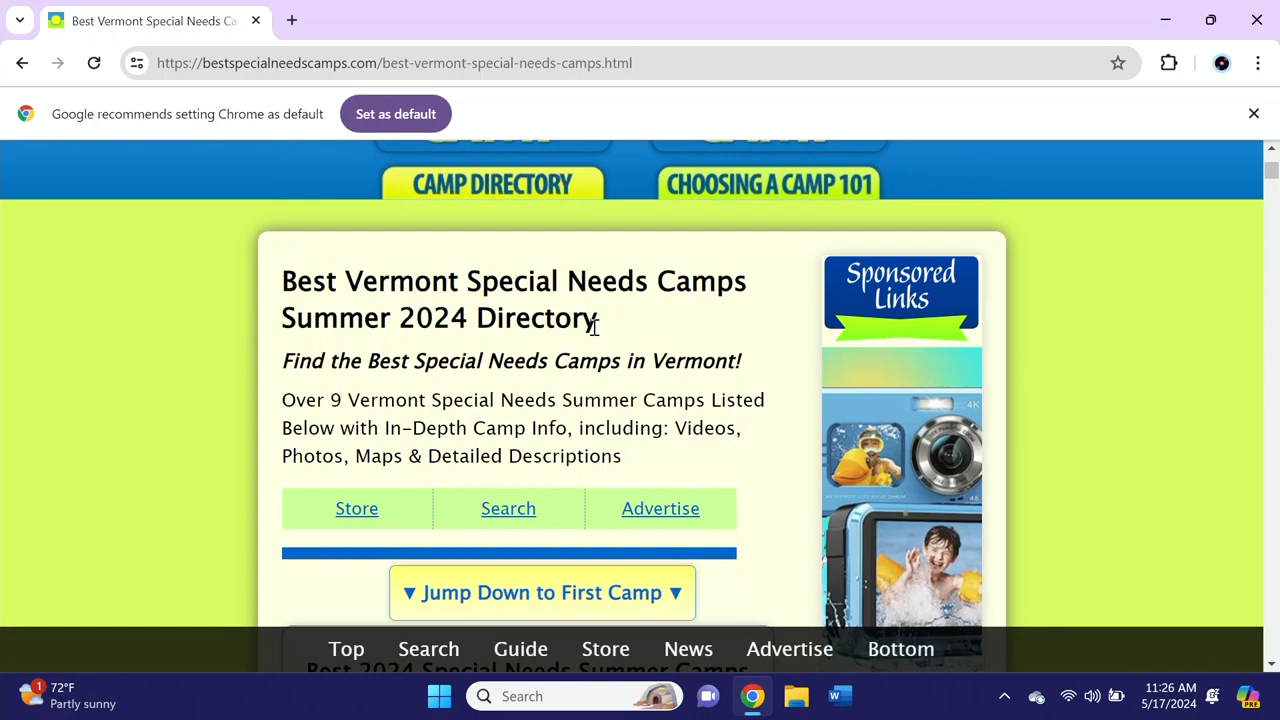 Best Vermont Special Needs Ca
https://bestspecialneedscamps.com/best-vermont-special-needs-camps.html
Google recommends setting Chrome as default
Set as default
CAMP DIRECTORY
CHOOSING A CAMP 101
Best Vermont Special Needs Camps
Summer 2024 Directory
Find the Best Special Needs Camps in Vermont!
Over 9 Vermont Special Needs Summer Camps Listed
Below with In-Depth Camp Info, including: Videos,
Photos, Maps & Detailed Descriptions
Store
Search
Advertise
▼ Jump Down to First Camp ▼
Best 2024 Special Needs Summer Camps
Sponsored
Links
4K
48
Top Search Guide Store News Advertise Bottom
1
72°F
Partly sunny
Search
W
11:26 AM
5/17/2024
PRE